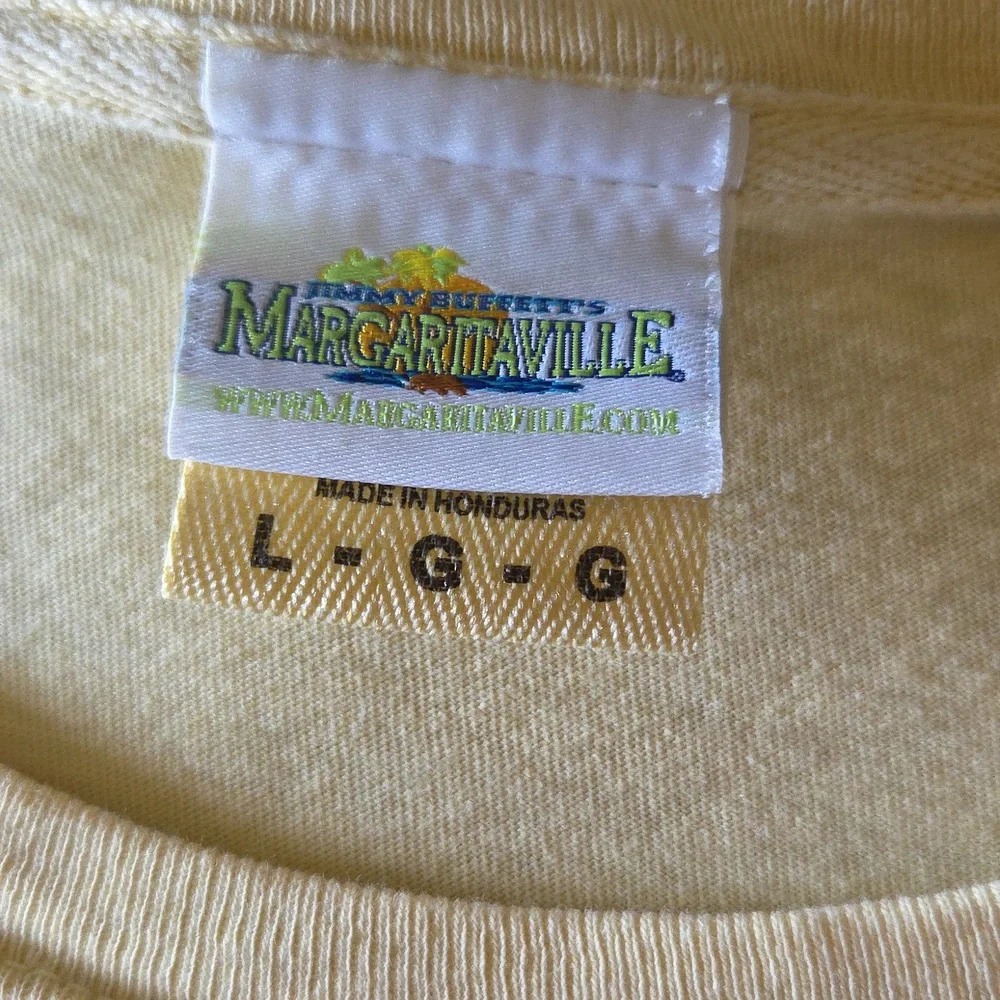 JIMMY BUFFETT'S
MARGARITAVILLE®
WWW.MARGARITAVILLE.COM
MADE IN HONDURAS
L - G - G